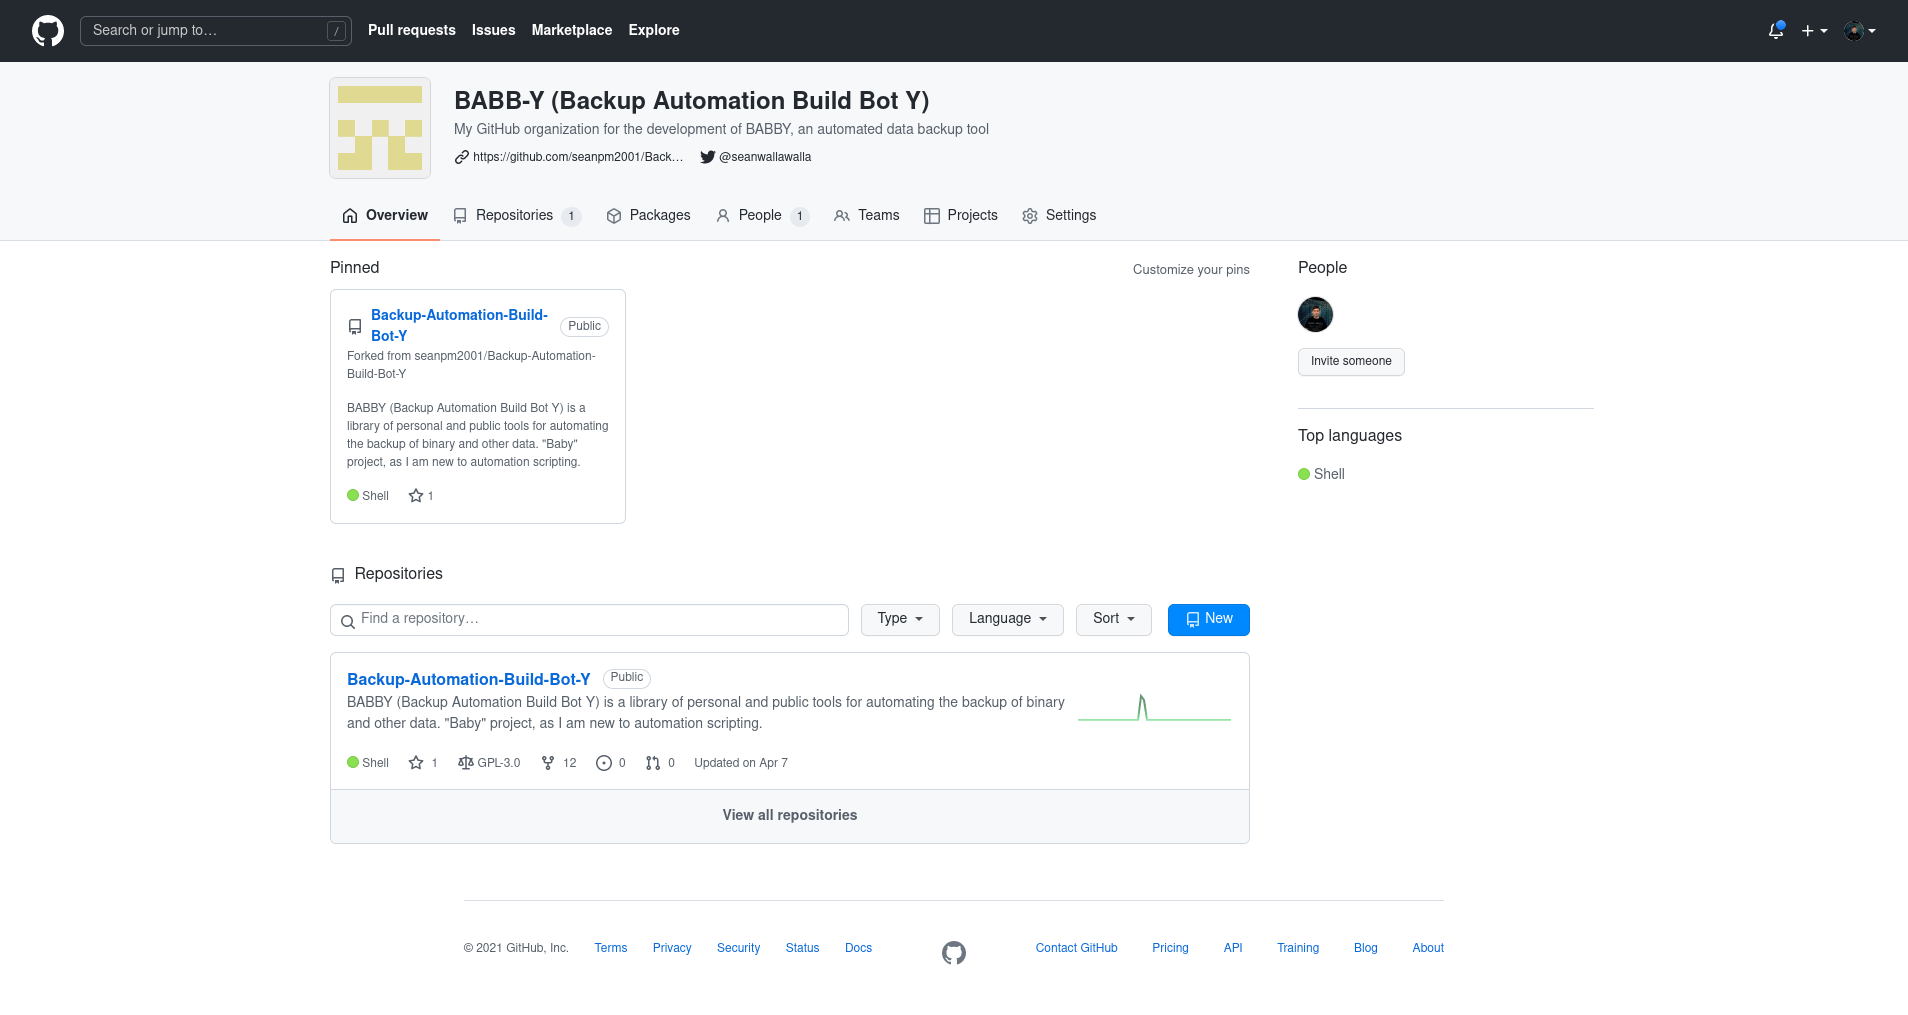 Search or jump to… /
Pull requests Issues Marketplace Explore
BABB-Y (Backup Automation Build Bot Y)
My GitHub organization for the development of BABBY, an automated data backup tool
https://github.com/seanpm2001/Back… @seanwallawalla
Overview Repositories 1 Packages People 1 Teams Projects Settings
Pinned
Customize your pins
Backup-Automation-Build-
Bot-Y
Public
Forked from seanpm2001/Backup-Automation-
Build-Bot-Y
BABBY (Backup Automation Build Bot Y) is a
library of personal and public tools for automating
the backup of binary and other data. "Baby"
project, as I am new to automation scripting.
Shell 1
People
Invite someone
Top languages
Shell
Repositories
Find a repository… Type Language Sort New
Backup-Automation-Build-Bot-Y Public
BABBY (Backup Automation Build Bot Y) is a library of personal and public tools for automating the backup of binary
and other data. "Baby" project, as I am new to automation scripting.
Shell 1 GPL-3.0 12 0 0 Updated on Apr 7
View all repositories
© 2021 GitHub, Inc. Terms Privacy Security Status Docs Contact GitHub Pricing API Training Blog About